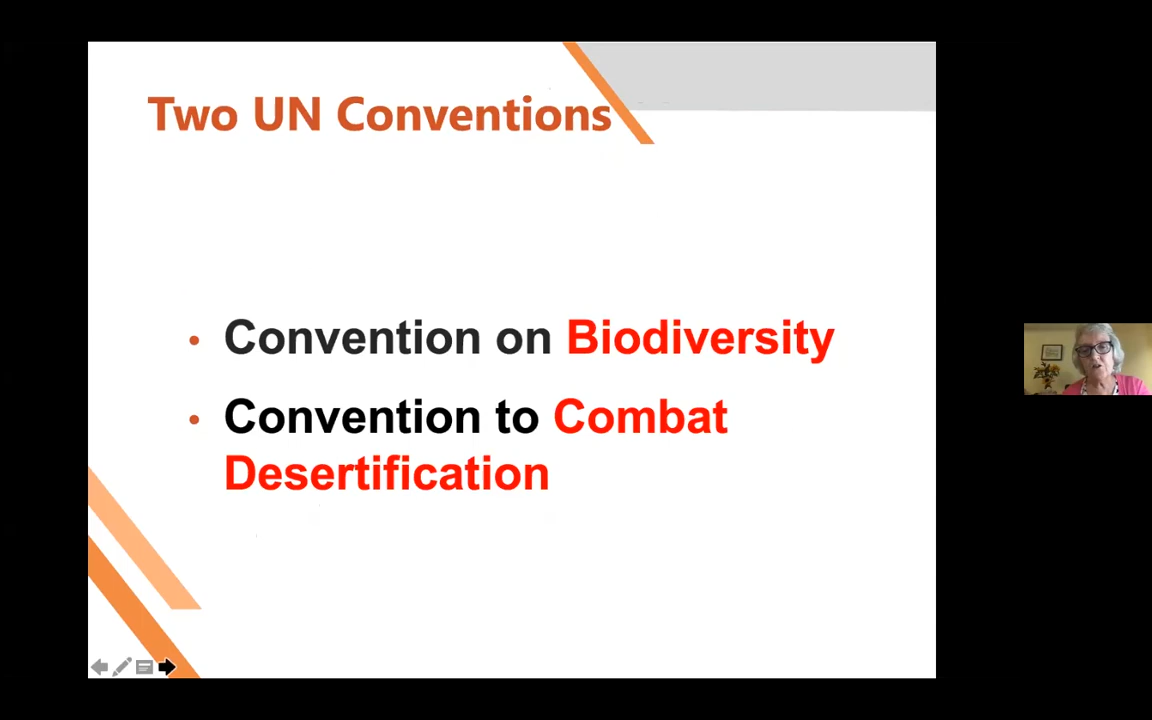 Two UN Conventions
• Convention on Biodiversity
• Convention to Combat
Desertification